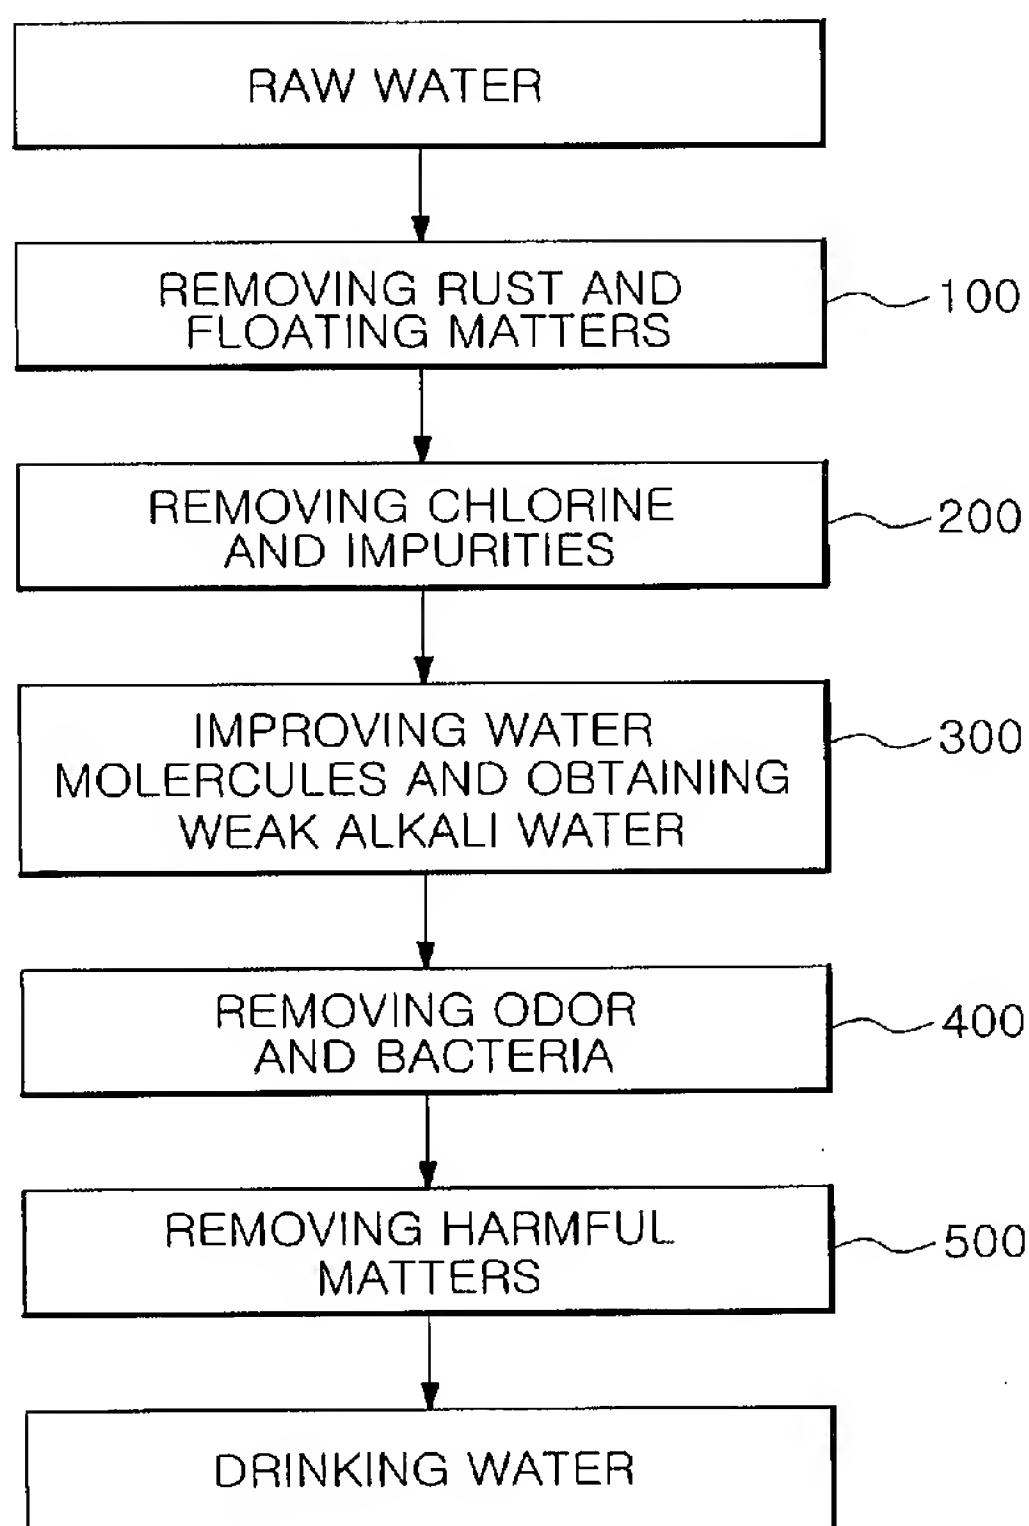 RAW WATER
REMOVING RUST AND
FLOATING MATTERS
100
REMOVING CHLORINE
AND IMPURITIES
200
IMPROVING WATER
MOLERCULES AND OBTAINING
WEAK ALKALI WATER
300
REMOVING ODOR
AND BACTERIA
400
REMOVING HARMFUL
MATTERS
500
DRINKING WATER